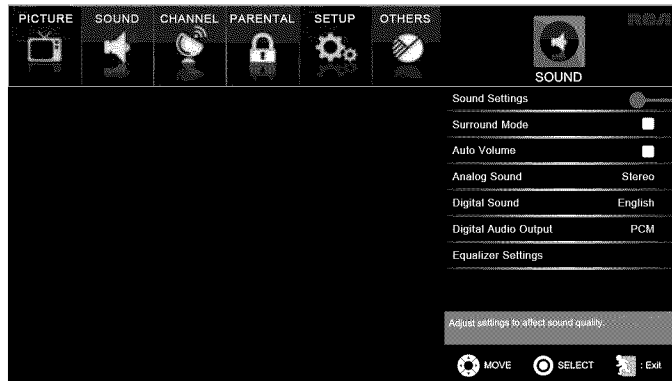 PICTURE SOUND CHANNEL PARENTAL SETUP OTHERS
RCA
SOUND
Sound Settings
Surround Mode
Auto Volume
Analog Sound Stereo
Digital Sound English
Digital Audio Output PCM
Equalizer Settings
Adjust settings to affect sound quality.
MOVE SELECT : Exit